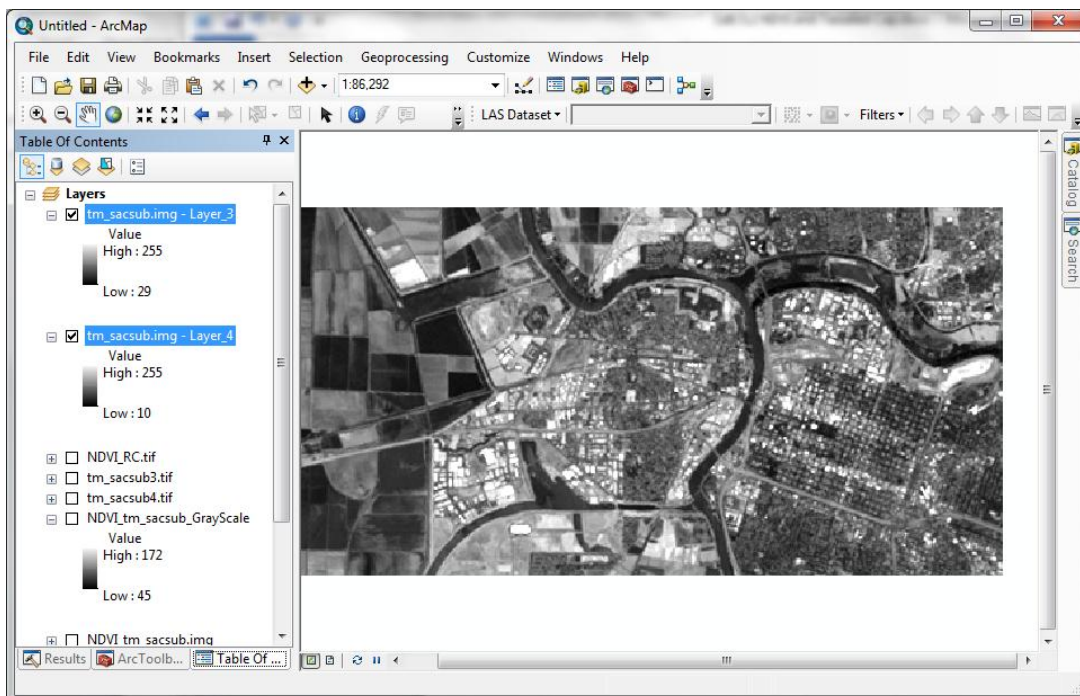 Untitled - ArcMap
File Edit View Bookmarks Insert Selection Geoprocessing Customize Windows Help
1:86,292
LAS Dataset
Filters
Table Of Contents
Layers
tm_sacsub.img - Layer_3
Value
High : 255
Low : 29
tm_sacsub.img - Layer_4
Value
High : 255
Low : 10
NDVI_RC.tif
tm_sacsub3.tif
tm_sacsub4.tif
NDVI_tm_sacsub_GrayScale
Value
High : 172
Low : 45
NDVI_tm_sacsub.img
Results ArcToolb... Table Of ...
Catalog
Search